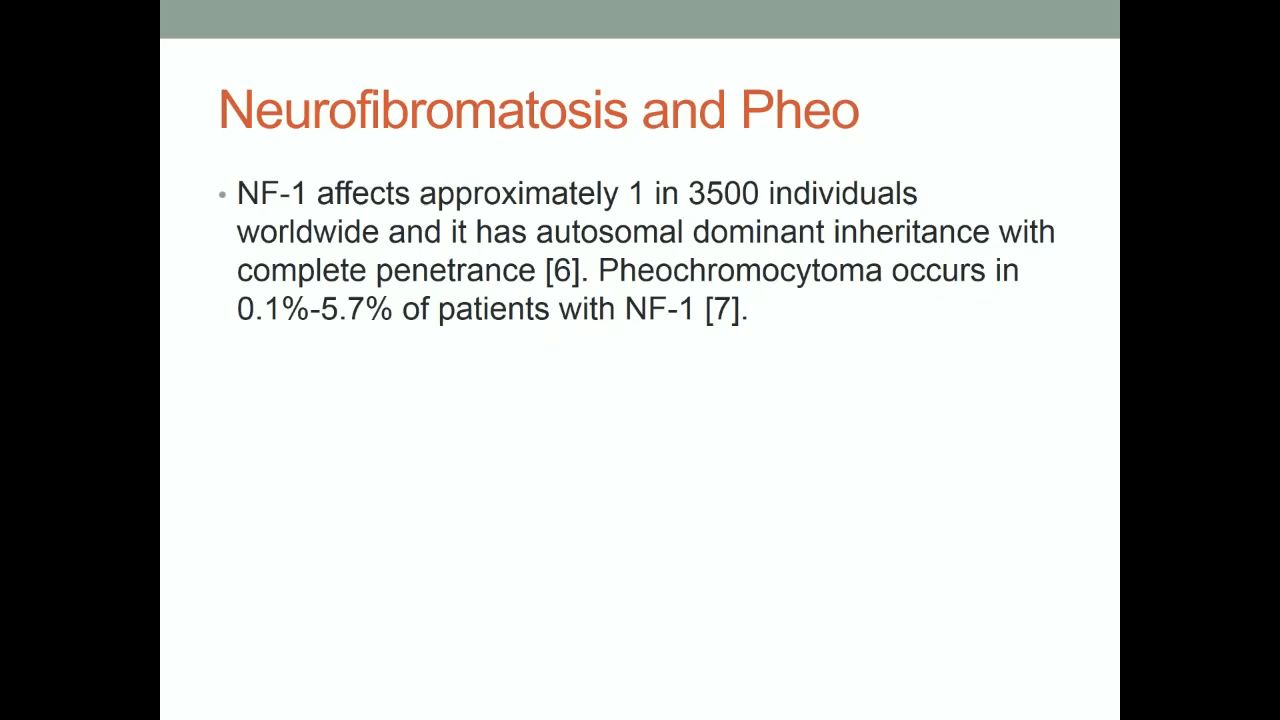 Neurofibromatosis and Pheo
• NF-1 affects approximately 1 in 3500 individuals
worldwide and it has autosomal dominant inheritance with
complete penetrance [6]. Pheochromocytoma occurs in
0.1%-5.7% of patients with NF-1 [7].